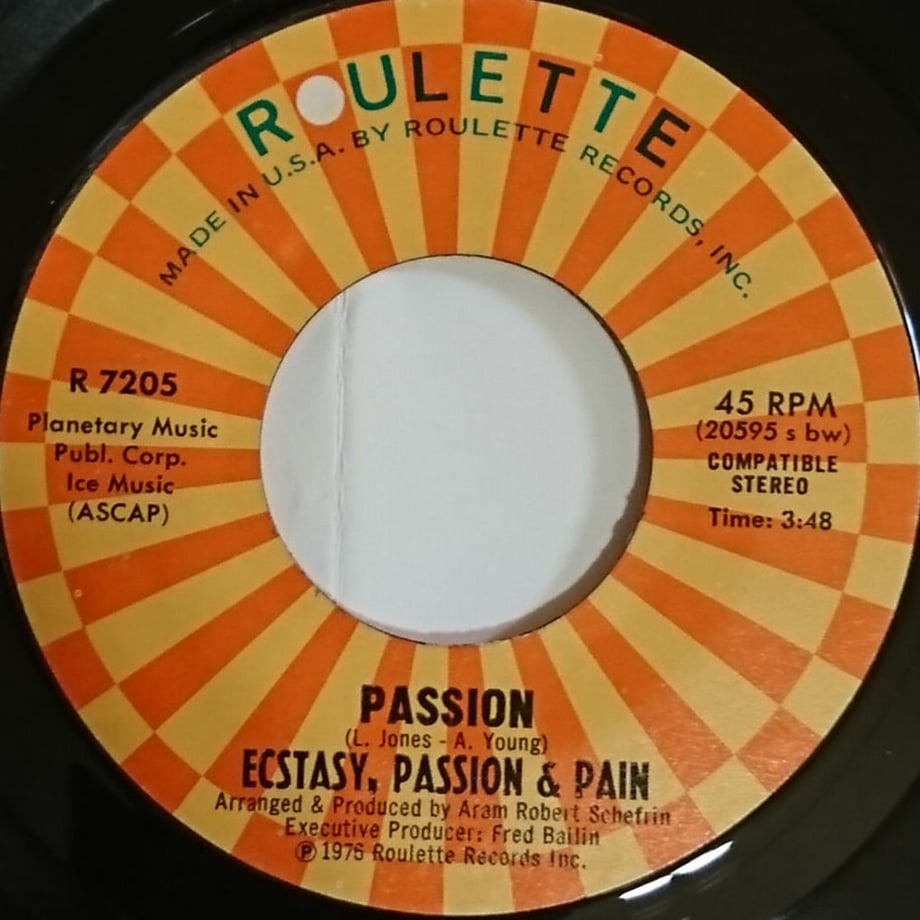 ROULETTE
MADE IN U.S.A. BY ROULETTE RECORDS, INC.
R 7205
Planetary Music
Publ. Corp.
Ice Music
(ASCAP)
45 RPM
(20595 s bw)
COMPATIBLE
STEREO
Time: 3:48
PASSION
(L. Jones - A. Young)
ECSTASY, PASSION & PAIN
Arranged & Produced by Aram Robert Schefrin
Executive Producer: Fred Bailin
℗ 1976 Roulette Records Inc.